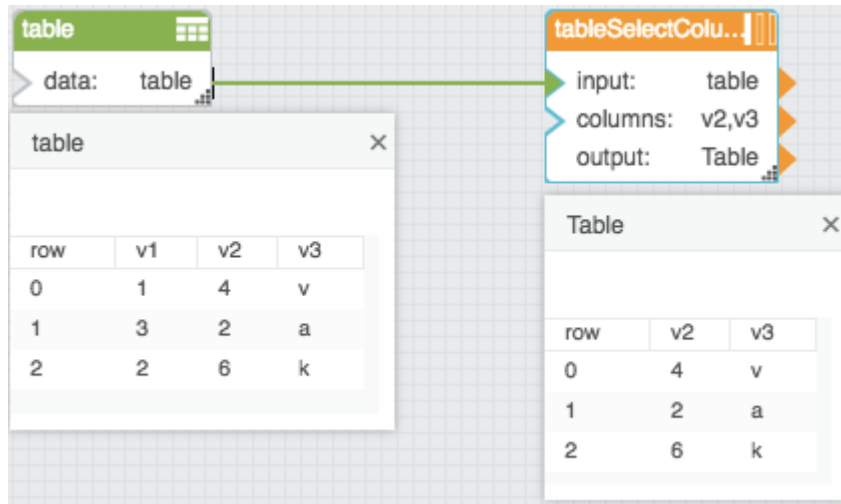 table
data: table
table ×
row v1 v2 v3
0 1 4 v
1 3 2 a
2 2 6 k
tableSelectColu...
input: table
columns: v2,v3
output: Table
Table ×
row v2 v3
0 4 v
1 2 a
2 6 k